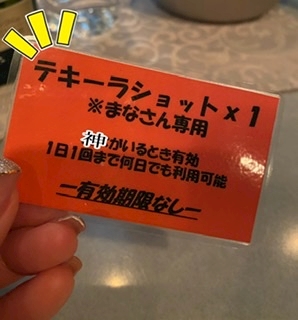 テキーラショットx1
※まなさん専用
神がいるとき有効
1日1回まで何日でも利用可能
ー有効期限なしー